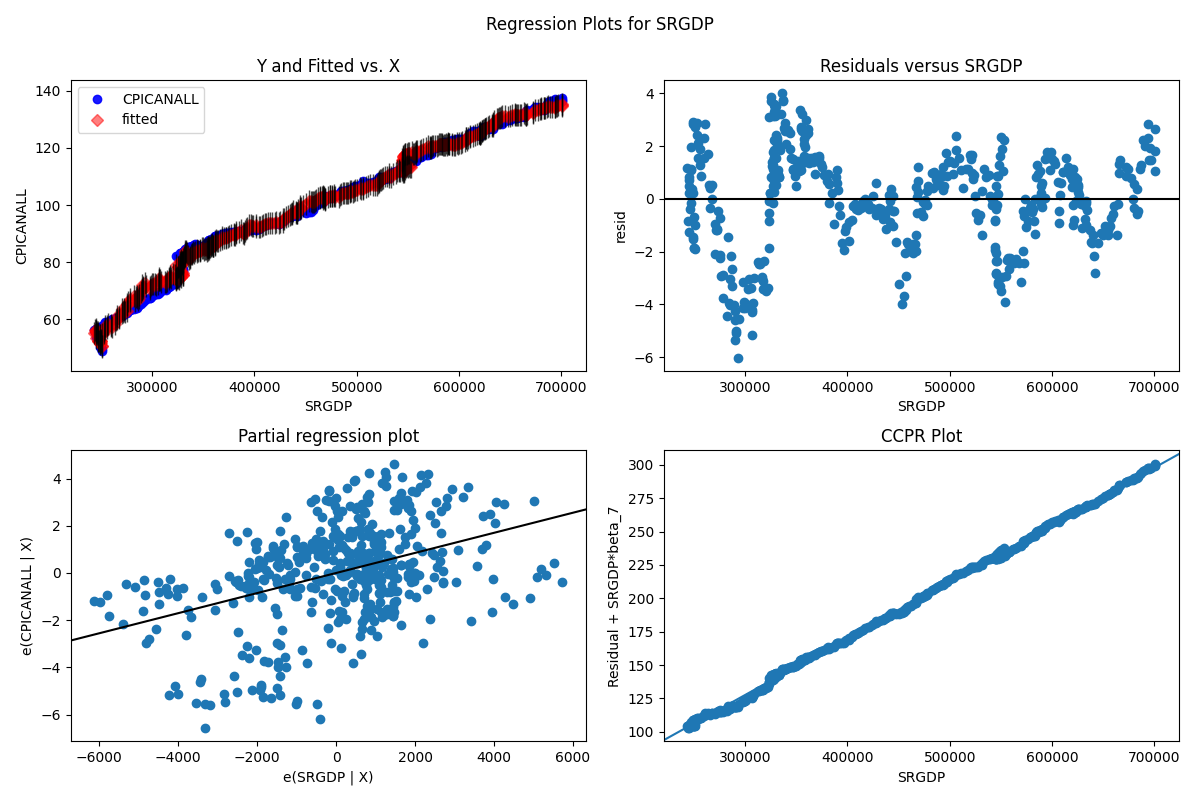 Regression Plots for SRGDP
Y and Fitted vs. X
CPICANALL
fitted
CPICANALL
140
120
100
80
60
300000 400000 500000 600000 700000
SRGDP
Residuals versus SRGDP
resid
4
2
0
−2
−4
−6
300000 400000 500000 600000 700000
SRGDP
Partial regression plot
e(CPICANALL | X)
4
2
0
−2
−4
−6
−6000 −4000 −2000 0 2000 4000 6000
e(SRGDP | X)
CCPR Plot
Residual + SRGDP*beta_7
300
275
250
225
200
175
150
125
100
300000 400000 500000 600000 700000
SRGDP